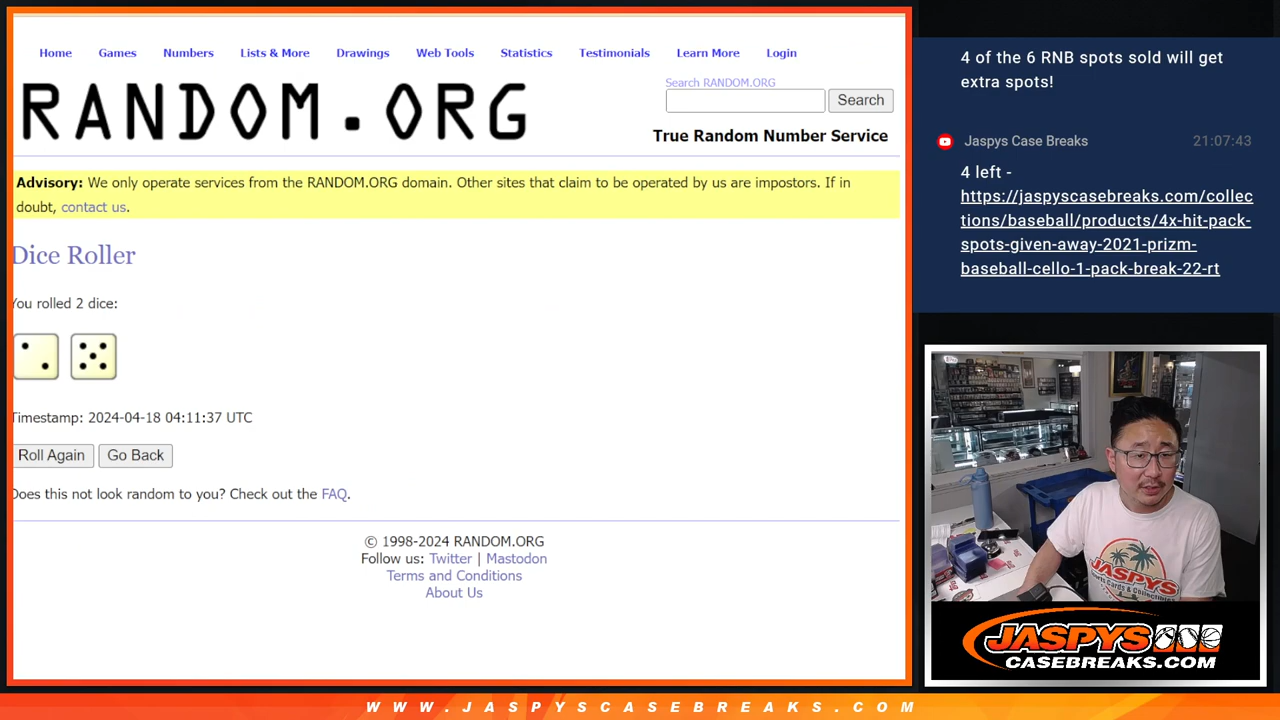 Home Games Numbers Lists & More Drawings Web Tools Statistics Testimonials Learn More Login
RANDOM.ORG
Search RANDOM.ORG
Search
True Random Number Service
Advisory: We only operate services from the RANDOM.ORG domain. Other sites that claim to be operated by us are impostors. If in
doubt, contact us.
Dice Roller
You rolled 2 dice:
Timestamp: 2024-04-18 04:11:37 UTC
Roll Again Go Back
Does this not look random to you? Check out the FAQ.
© 1998-2024 RANDOM.ORG
Follow us: Twitter | Mastodon
Terms and Conditions
About Us
4 of the 6 RNB spots sold will get
extra spots!
Jaspys Case Breaks 21:07:43
4 left -
https://jaspyscasebreaks.com/collec
tions/baseball/products/4x-hit-pack-
spots-given-away-2021-prizm-
baseball-cello-1-pack-break-22-rt
JASPYS
Sports Cards & Collectibles
JASPYS
CASEBREAKS.COM
WWW.JASPYSCASEBREAKS.COM